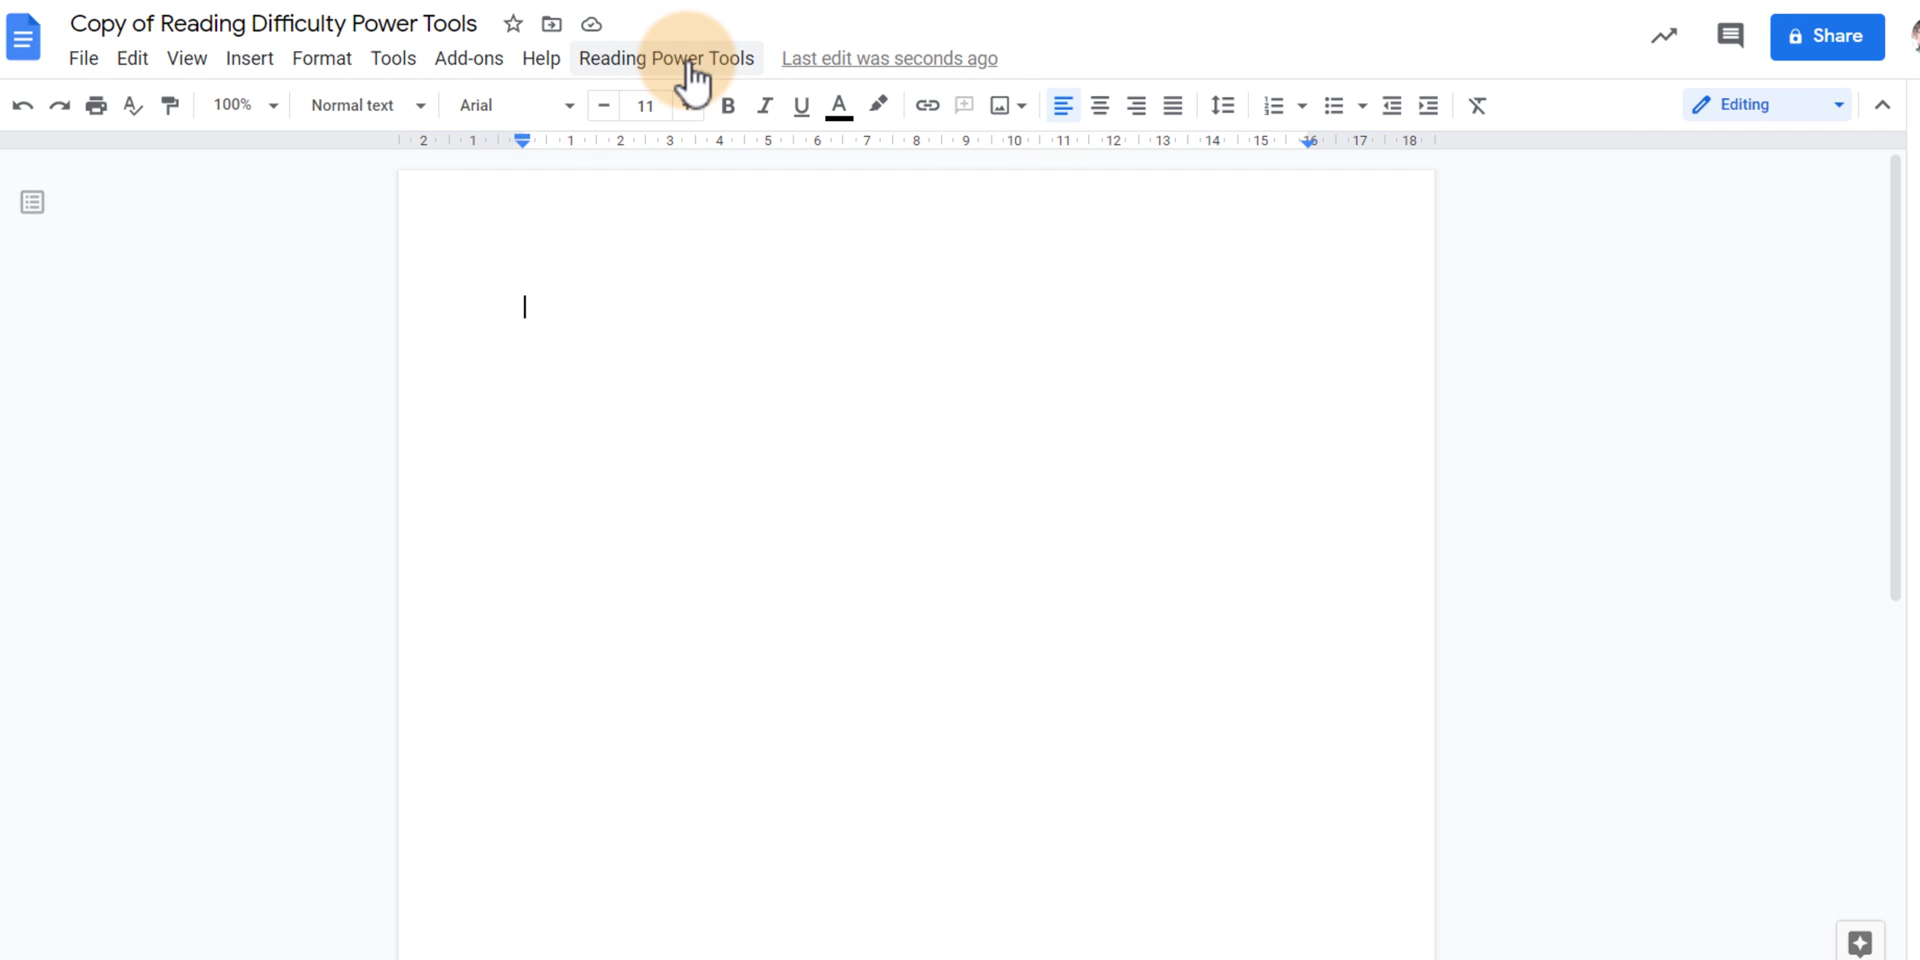 Copy of Reading Difficulty Power Tools
File Edit View Insert Format Tools Add-ons Help Reading Power Tools Last edit was seconds ago
Share
100% Normal text Arial 11 B I U A Editing
2 1 1 2 3 4 5 6 7 8 9 10 11 12 13 14 15 16 17 18